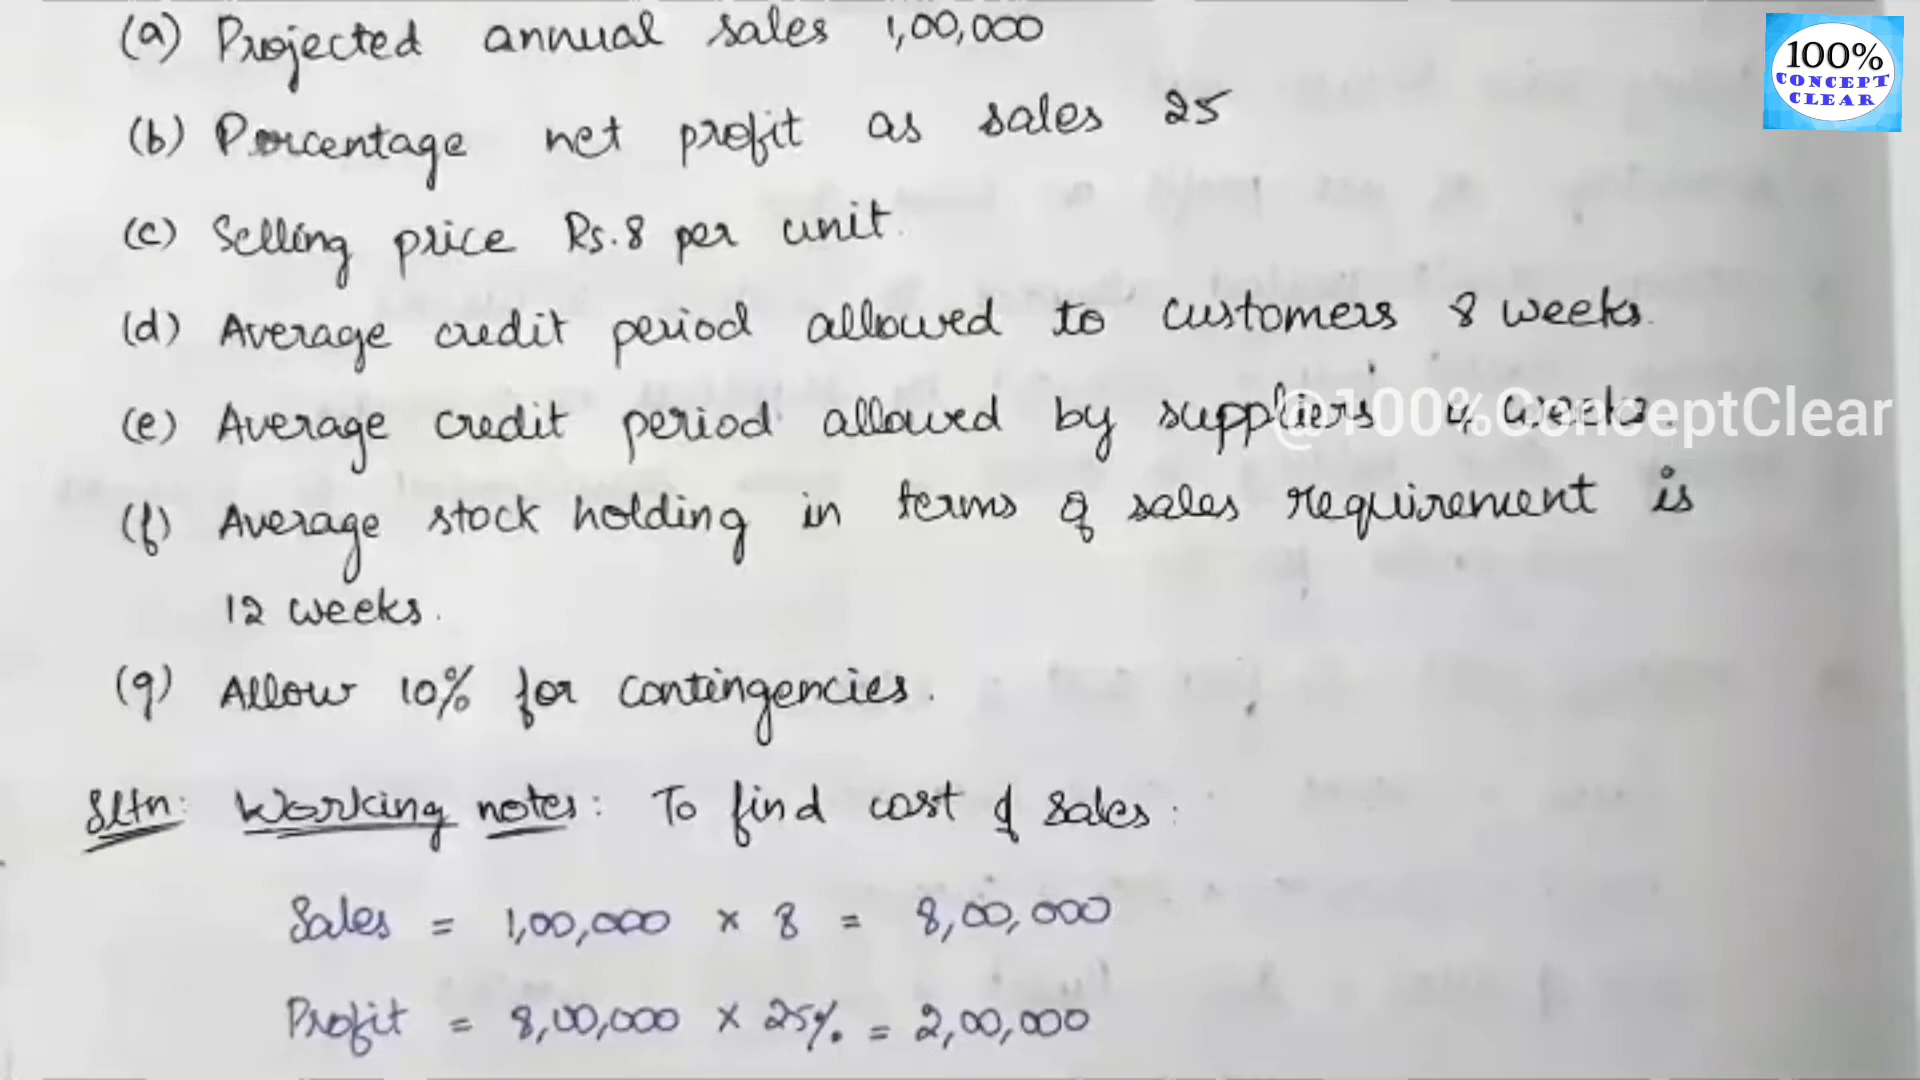 (a) Projected annual sales 1,00,000
100%
CONCEPT
CLEAR
(b) Percentage net profit as sales 25
(c) Selling price Rs.8 per unit.
(d) Average credit period allowed to customers 8 weeks.
(e) Average credit period allowed by suppliers' 4 weeks.
@100%ConceptClear
(f) Average stock holding in terms of sales requirement is
12 weeks.
(g) Allow 10% for contingencies.
Sltn: Working notes: To find cost of sales:
Sales = 1,00,000 × 8 = 8,00,000
Profit = 8,00,000 × 25% = 2,00,000